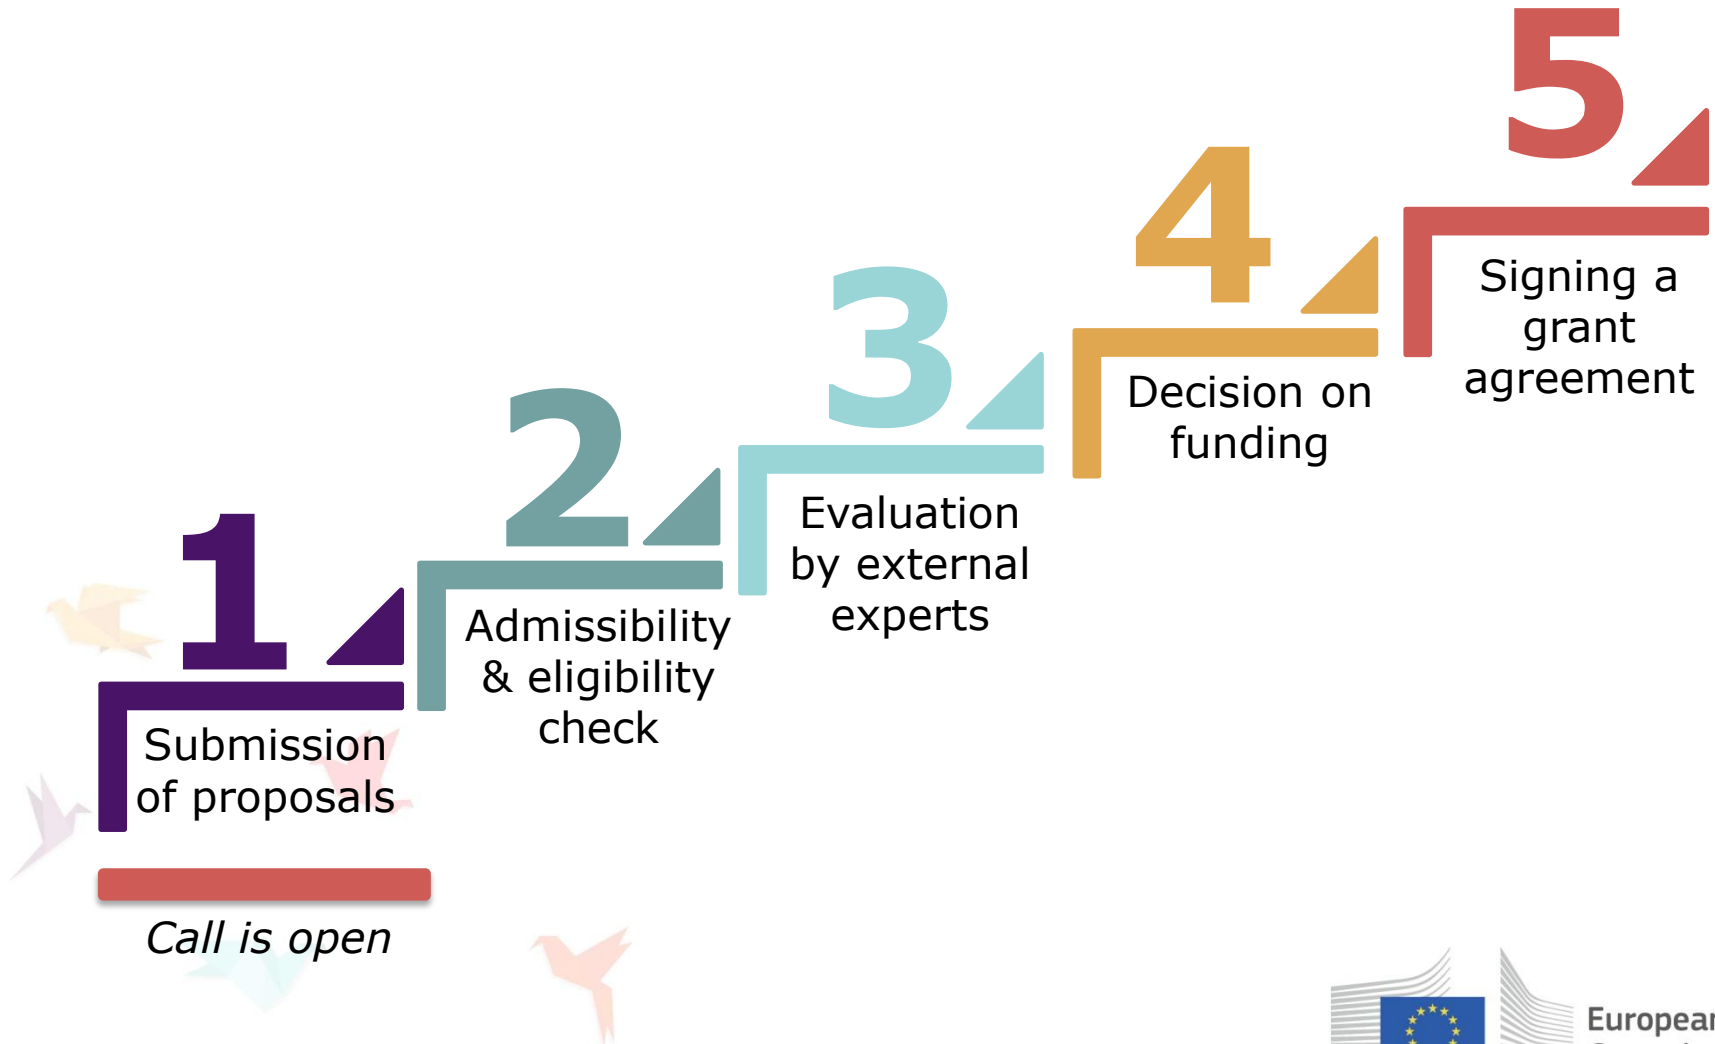 1
Submission
of proposals
Call is open
2
Admissibility
& eligibility
check
3
Evaluation
by external
experts
4
Decision on
funding
5
Signing a
grant
agreement